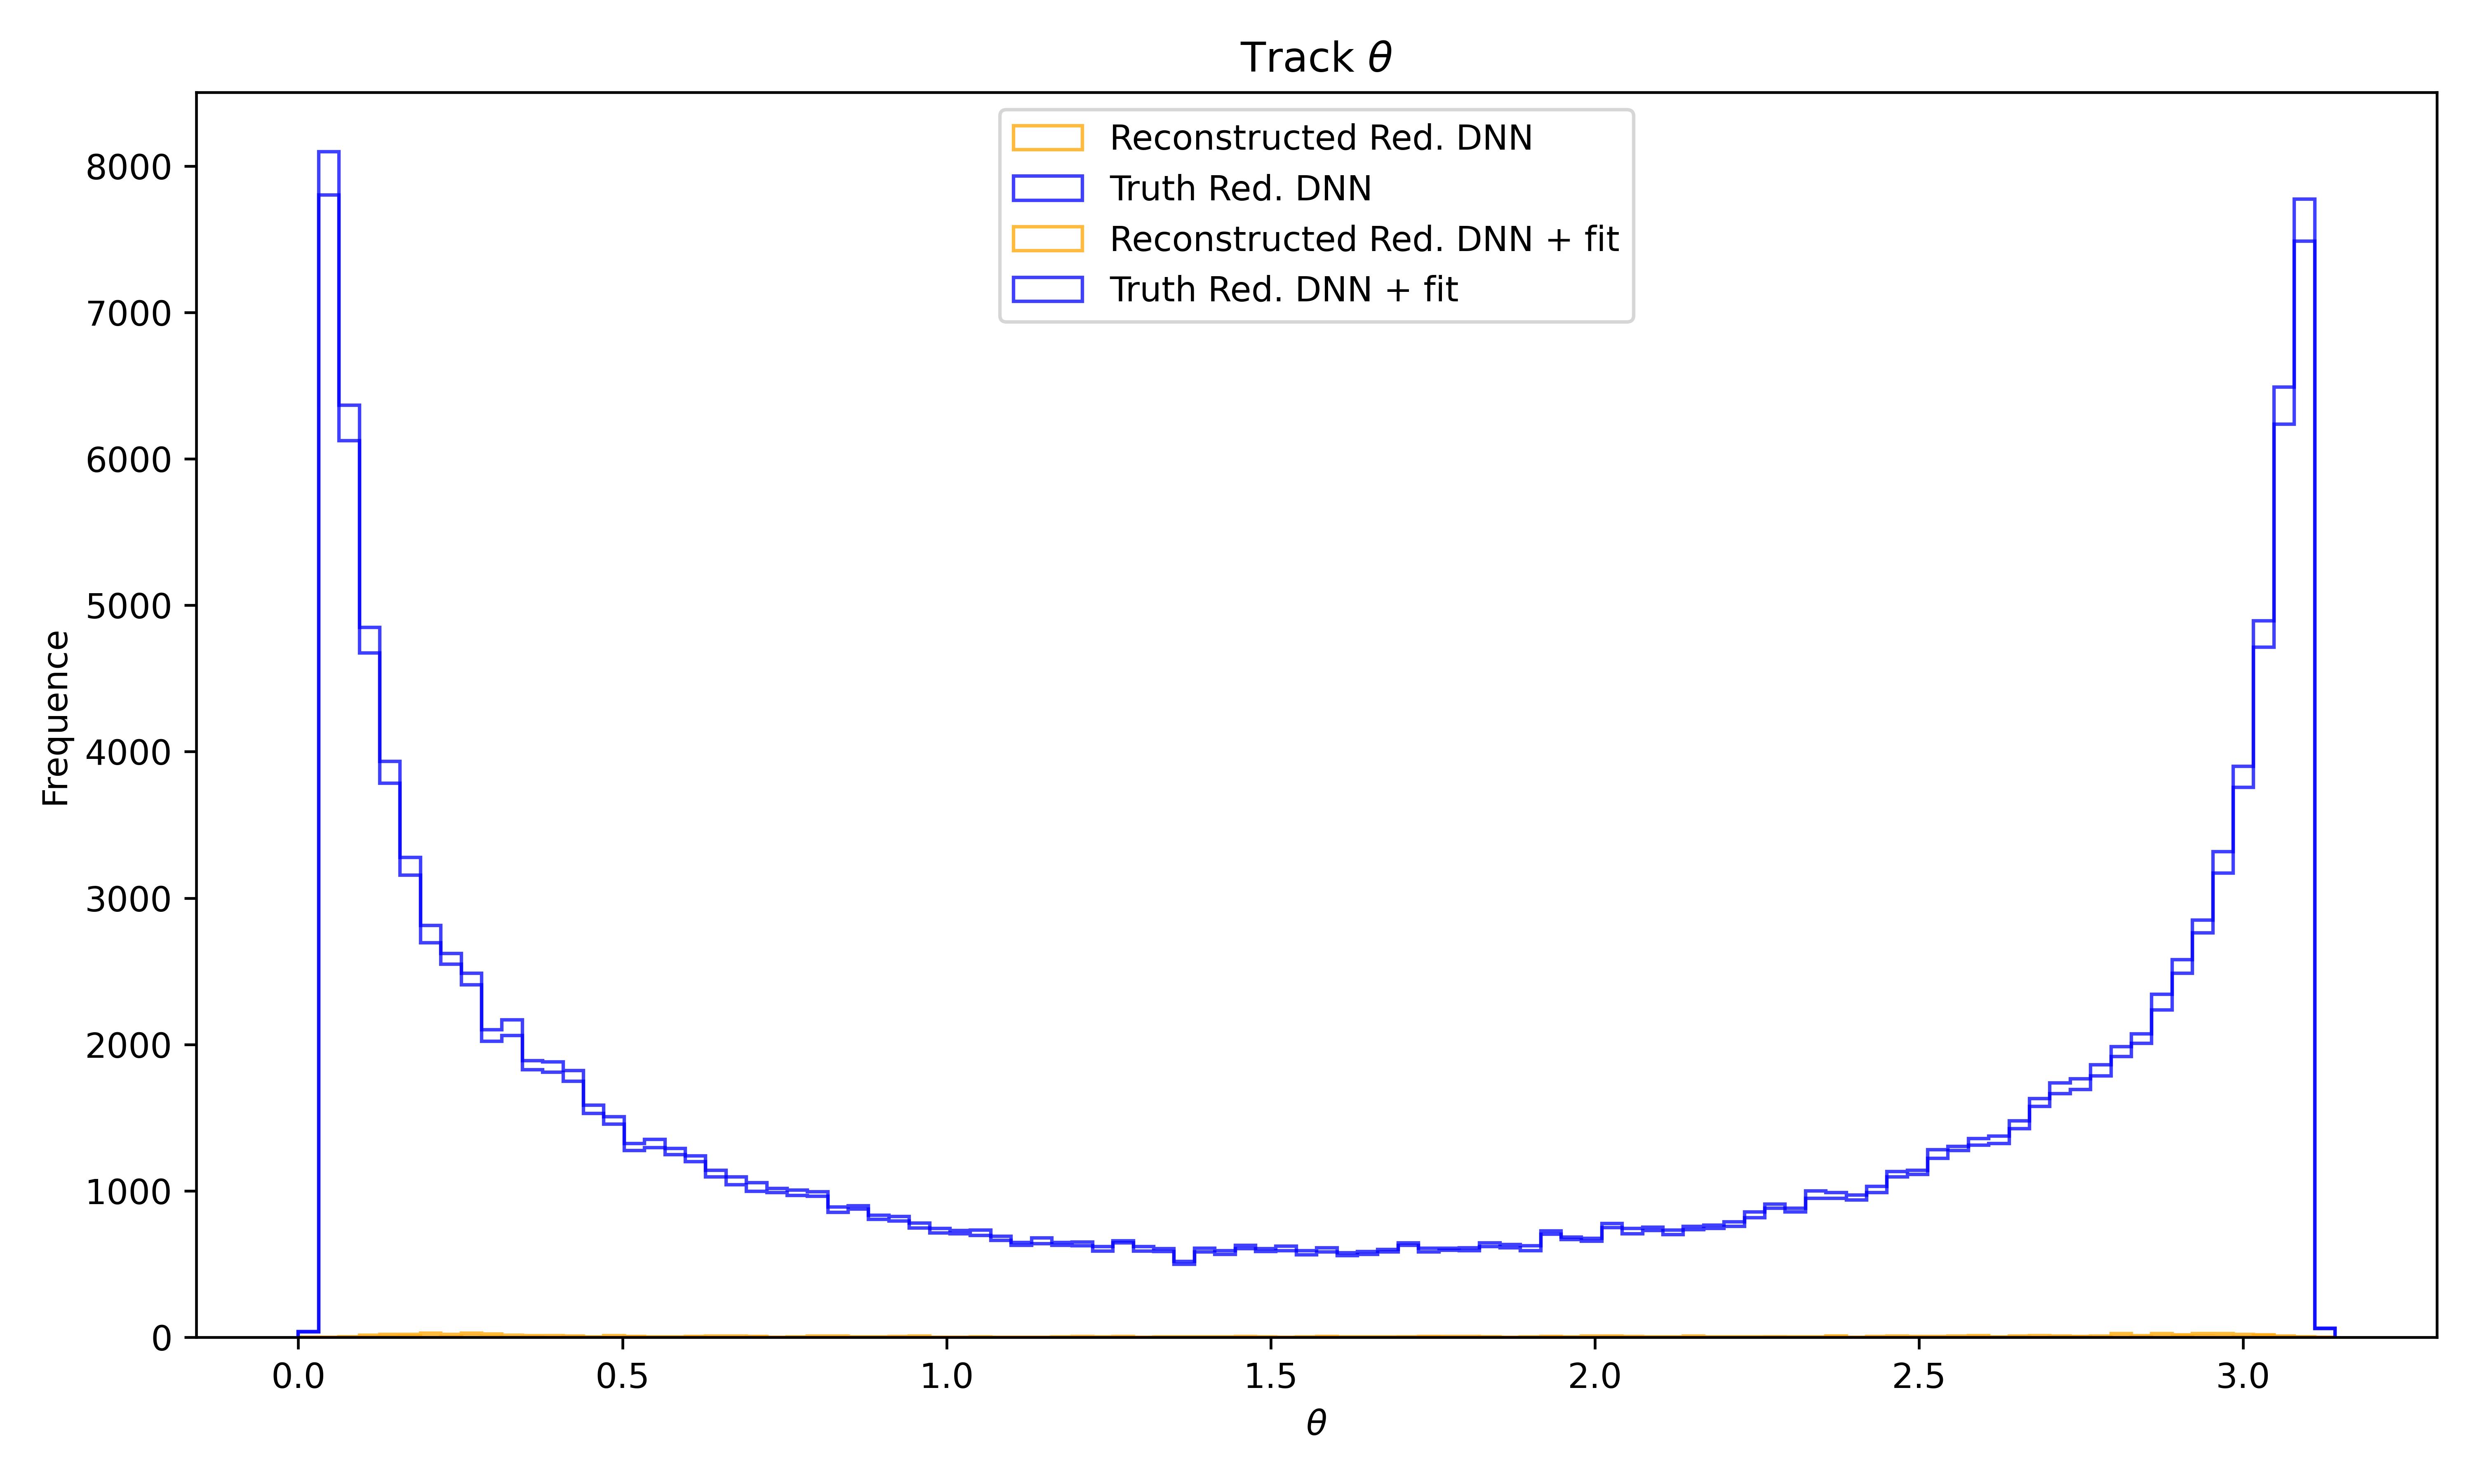 Track θ
Reconstructed Red. DNN
Truth Red. DNN
Reconstructed Red. DNN + fit
Truth Red. DNN + fit
8000
7000
6000
5000
4000
3000
2000
1000
0
Frequence
0.0 0.5 1.0 1.5 2.0 2.5 3.0
θ